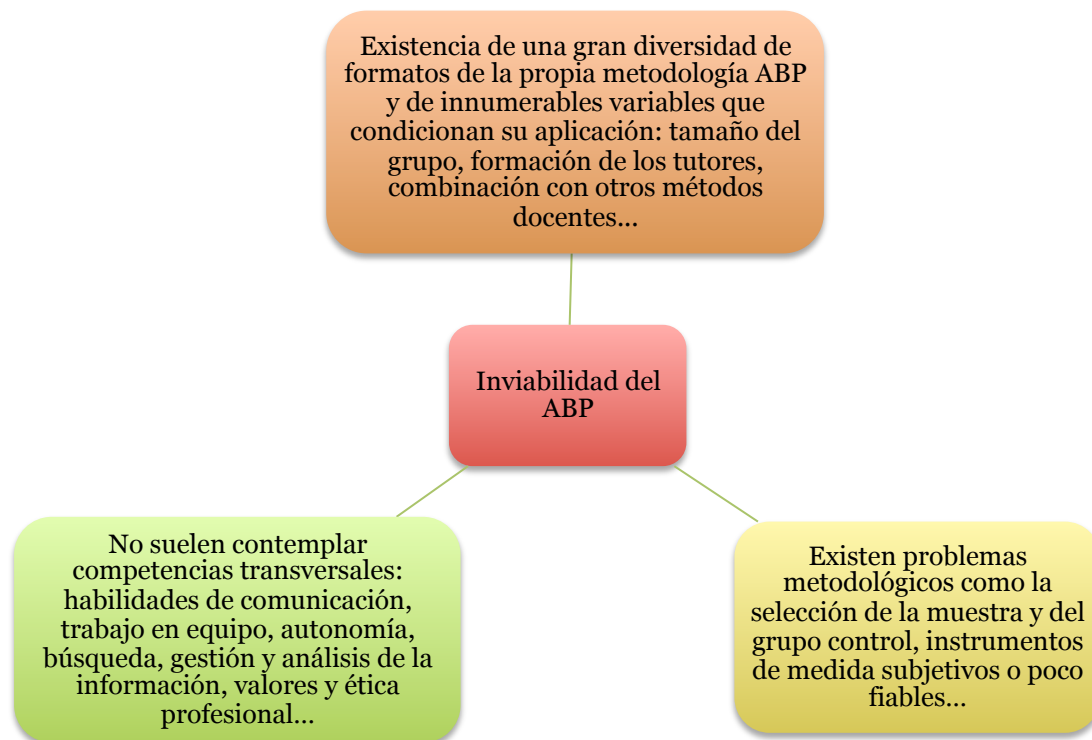 Existencia de una gran diversidad de
formatos de la propia metodología ABP
y de innumerables variables que
condicionan su aplicación: tamaño del
grupo, formación de los tutores,
combinación con otros métodos
docentes...
Inviabilidad del
ABP
No suelen contemplar
competencias transversales:
habilidades de comunicación,
trabajo en equipo, autonomía,
búsqueda, gestión y análisis de la
información, valores y ética
profesional...
Existen problemas
metodológicos como la
selección de la muestra y del
grupo control, instrumentos
de medida subjetivos o poco
fiables...